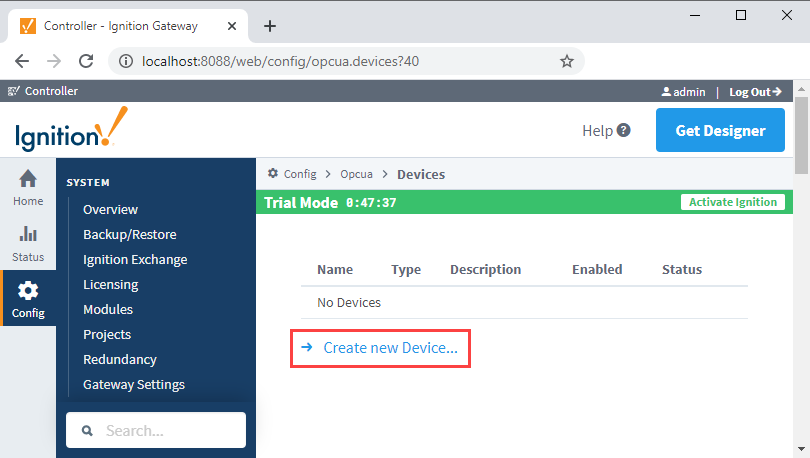 Controller - Ignition Gateway
localhost:8088/web/config/opcua.devices?40
Controller
admin | Log Out
Ignition!
Help ?
Get Designer
Home
Status
Config
SYSTEM
Overview
Backup/Restore
Ignition Exchange
Licensing
Modules
Projects
Redundancy
Gateway Settings
Search...
Config > Opcua > Devices
Trial Mode 0:47:37
Activate Ignition
Name Type Description Enabled Status
No Devices
Create new Device...